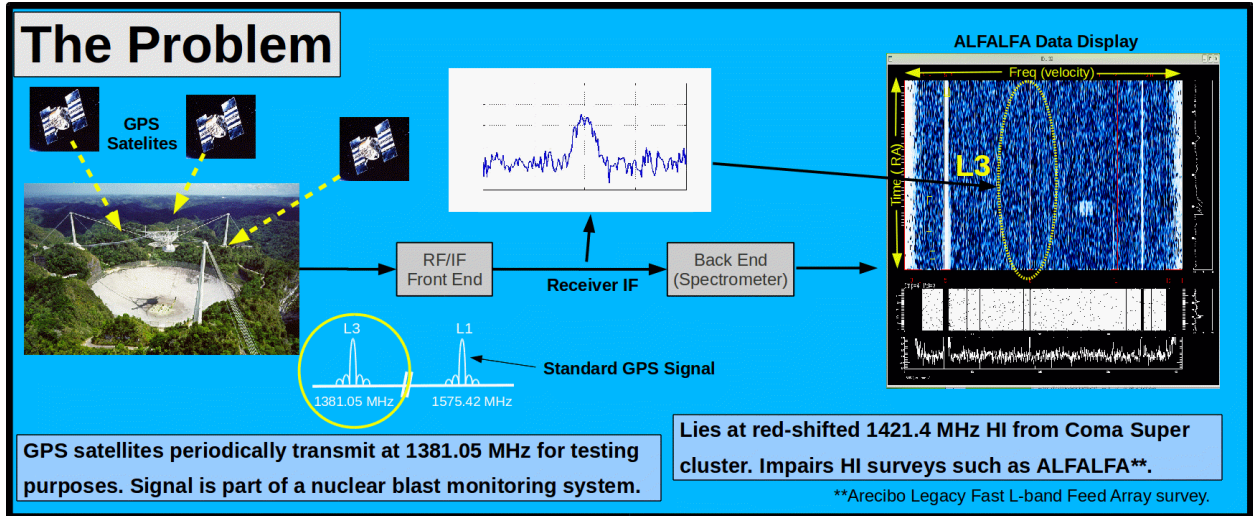 The Problem
GPS
Satelites
ALFALFA Data Display
Freq (velocity)
Time ( RA)
L3
RF/IF
Front End
Receiver IF
Back End
(Spectrometer)
L3
L1
Standard GPS Signal
1381.05 MHz
1575.42 MHz
GPS satellites periodically transmit at 1381.05 MHz for testing
purposes. Signal is part of a nuclear blast monitoring system.
Lies at red-shifted 1421.4 MHz HI from Coma Super
cluster. Impairs HI surveys such as ALFALFA**.
**Arecibo Legacy Fast L-band Feed Array survey.